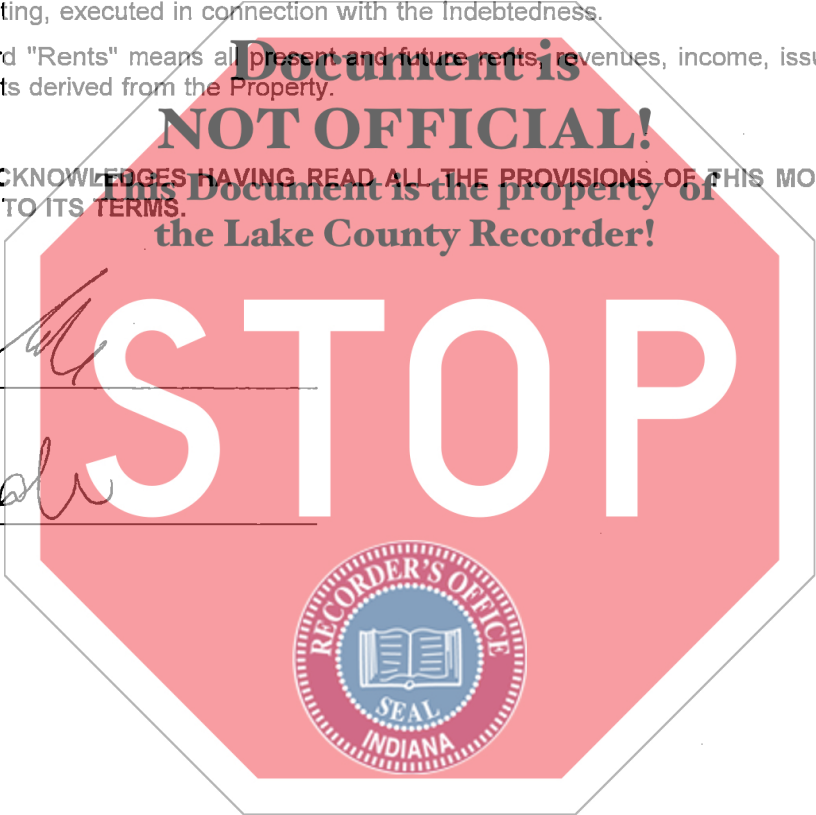 ting, executed in connection with the Indebtedness.
Document is
rd "Rents" means all present and future rents, revenues, income, issu
ts derived from the Property.
NOT OFFICIAL!
CKNOWLEDGES HAVING READ ALL THE PROVISIONS OF THIS MO
This Document is the property of
TO ITS TERMS.
the Lake County Recorder!
STOP
RECORDER'S OFFICE
SEAL
INDIANA